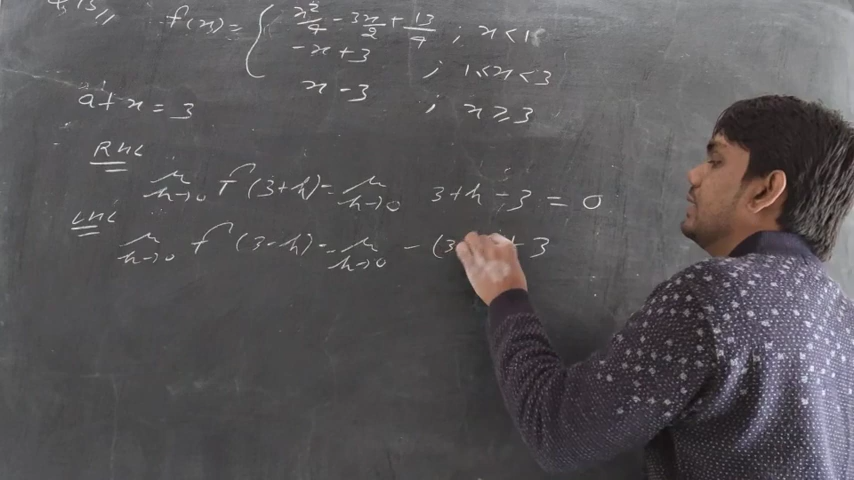 f(x) = { x²/4 - 3x/2 + 13/4 ; x < 1
-x + 3 ; 1 < x < 3
x - 3 ; x ≥ 3
at x = 3
RHL
lim h→0 f(3+h) = lim h→0 3+h-3 = 0
LHL
lim h→0 f(3-h) = lim h→0 -(3 + 3